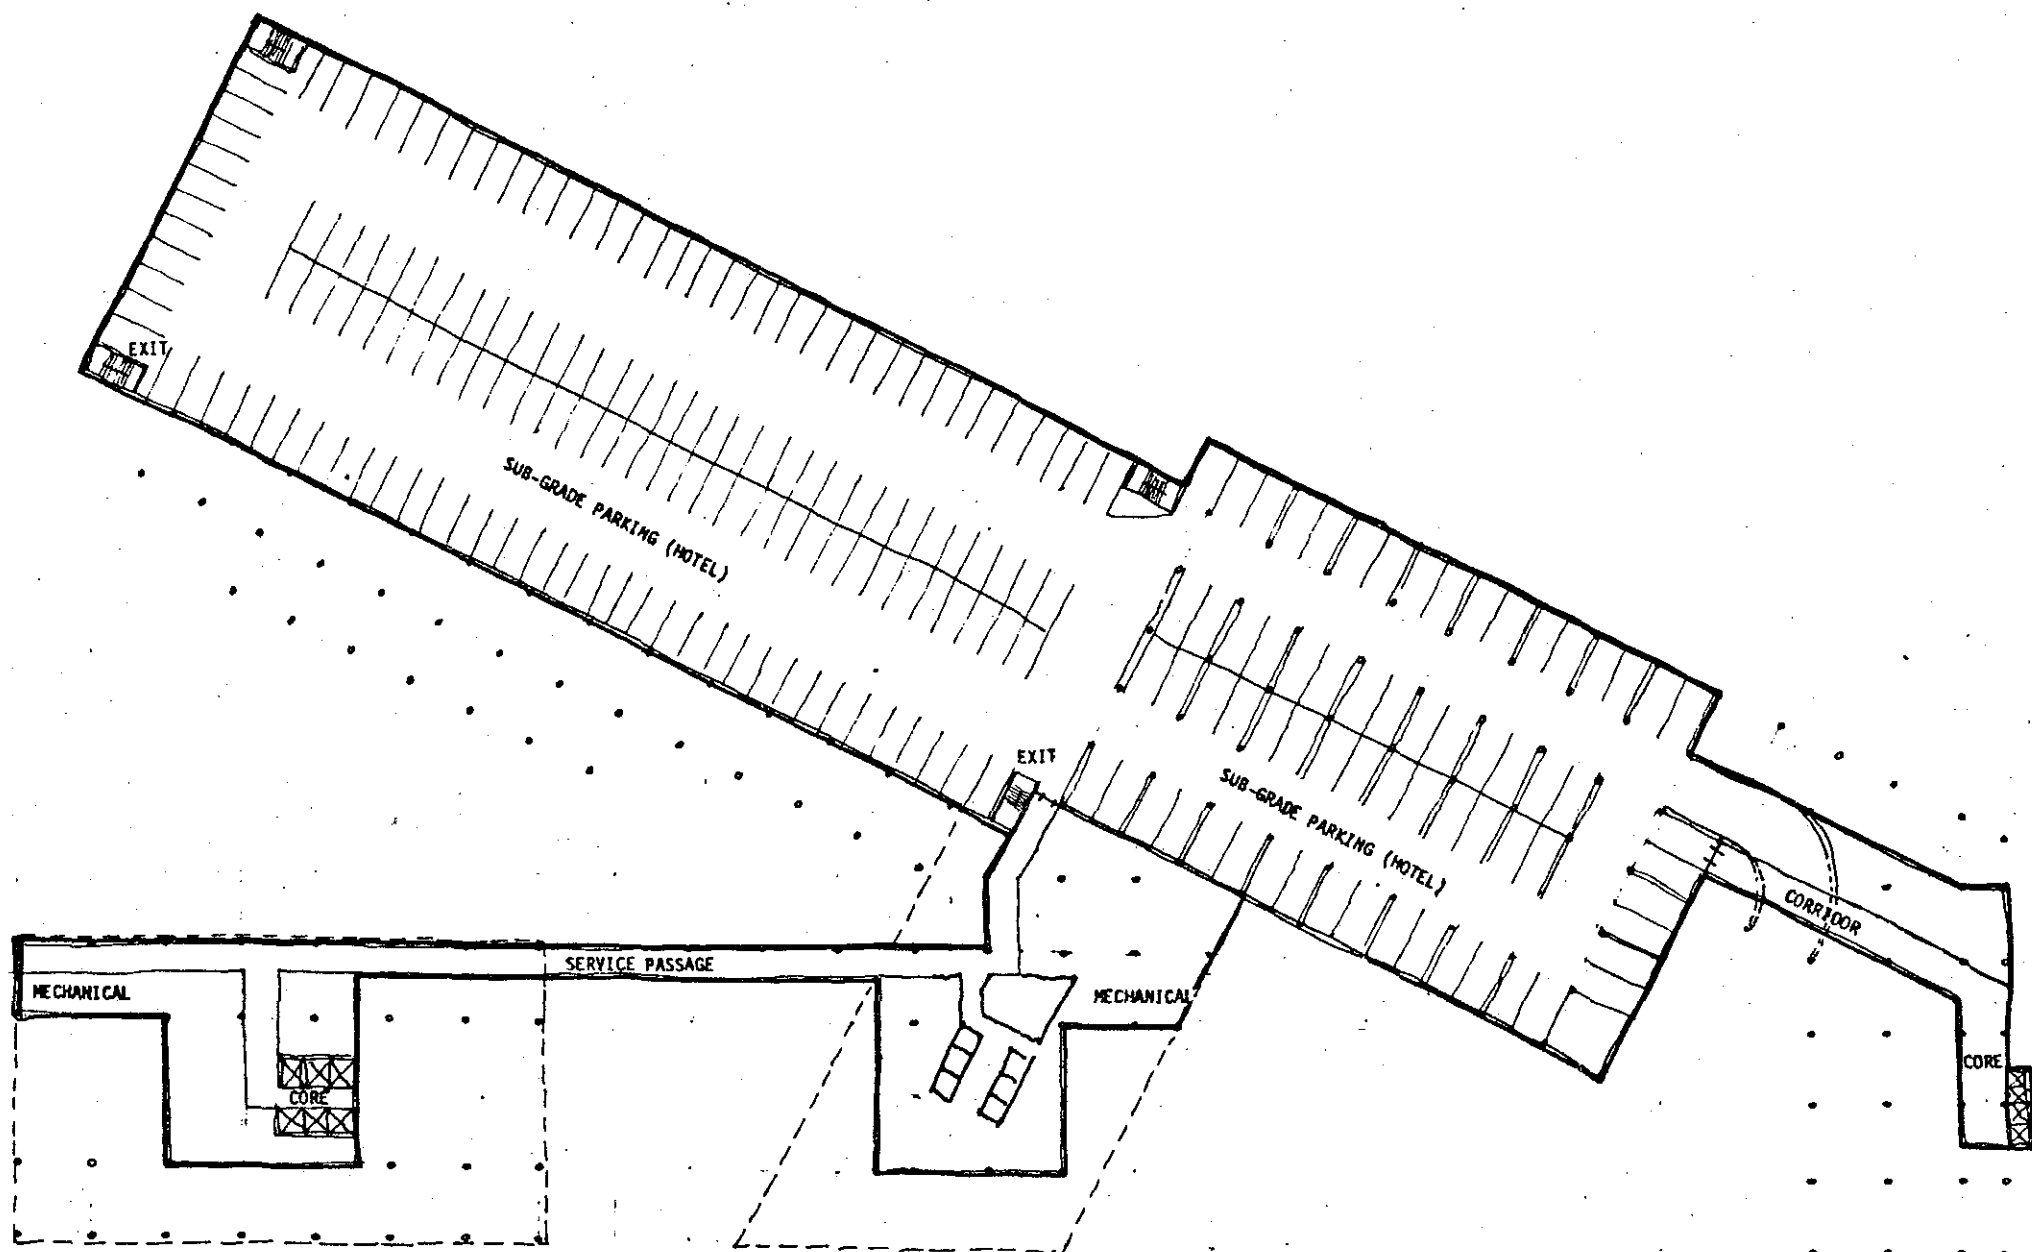 EXIT
SUB-GRADE PARKING (HOTEL)
EXIT
SUB-GRADE PARKING (HOTEL)
CORRIDOR
SERVICE PASSAGE
MECHANICAL
MECHANICAL
CORE
CORE